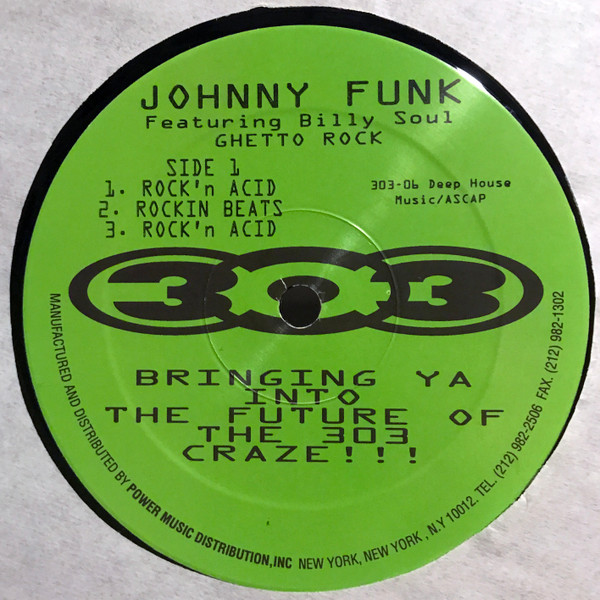 JOHNNY FUNK
Featuring Billy Soul
GHETTO ROCK
SIDE 1
1. ROCK'n ACID
2. ROCKIN BEATS
3. ROCK'n ACID
303-06 Deep House
Music/ASCAP
303
BRINGING YA
INTO
THE FUTURE OF
THE 303
CRAZE!!!
MANUFACTURED AND DISTRIBUTED BY POWER MUSIC DISTRIBUTION,INC NEW YORK, NEW YORK , N.Y 10012. TEL. (212) 982-2506 FAX. (212) 982-1302